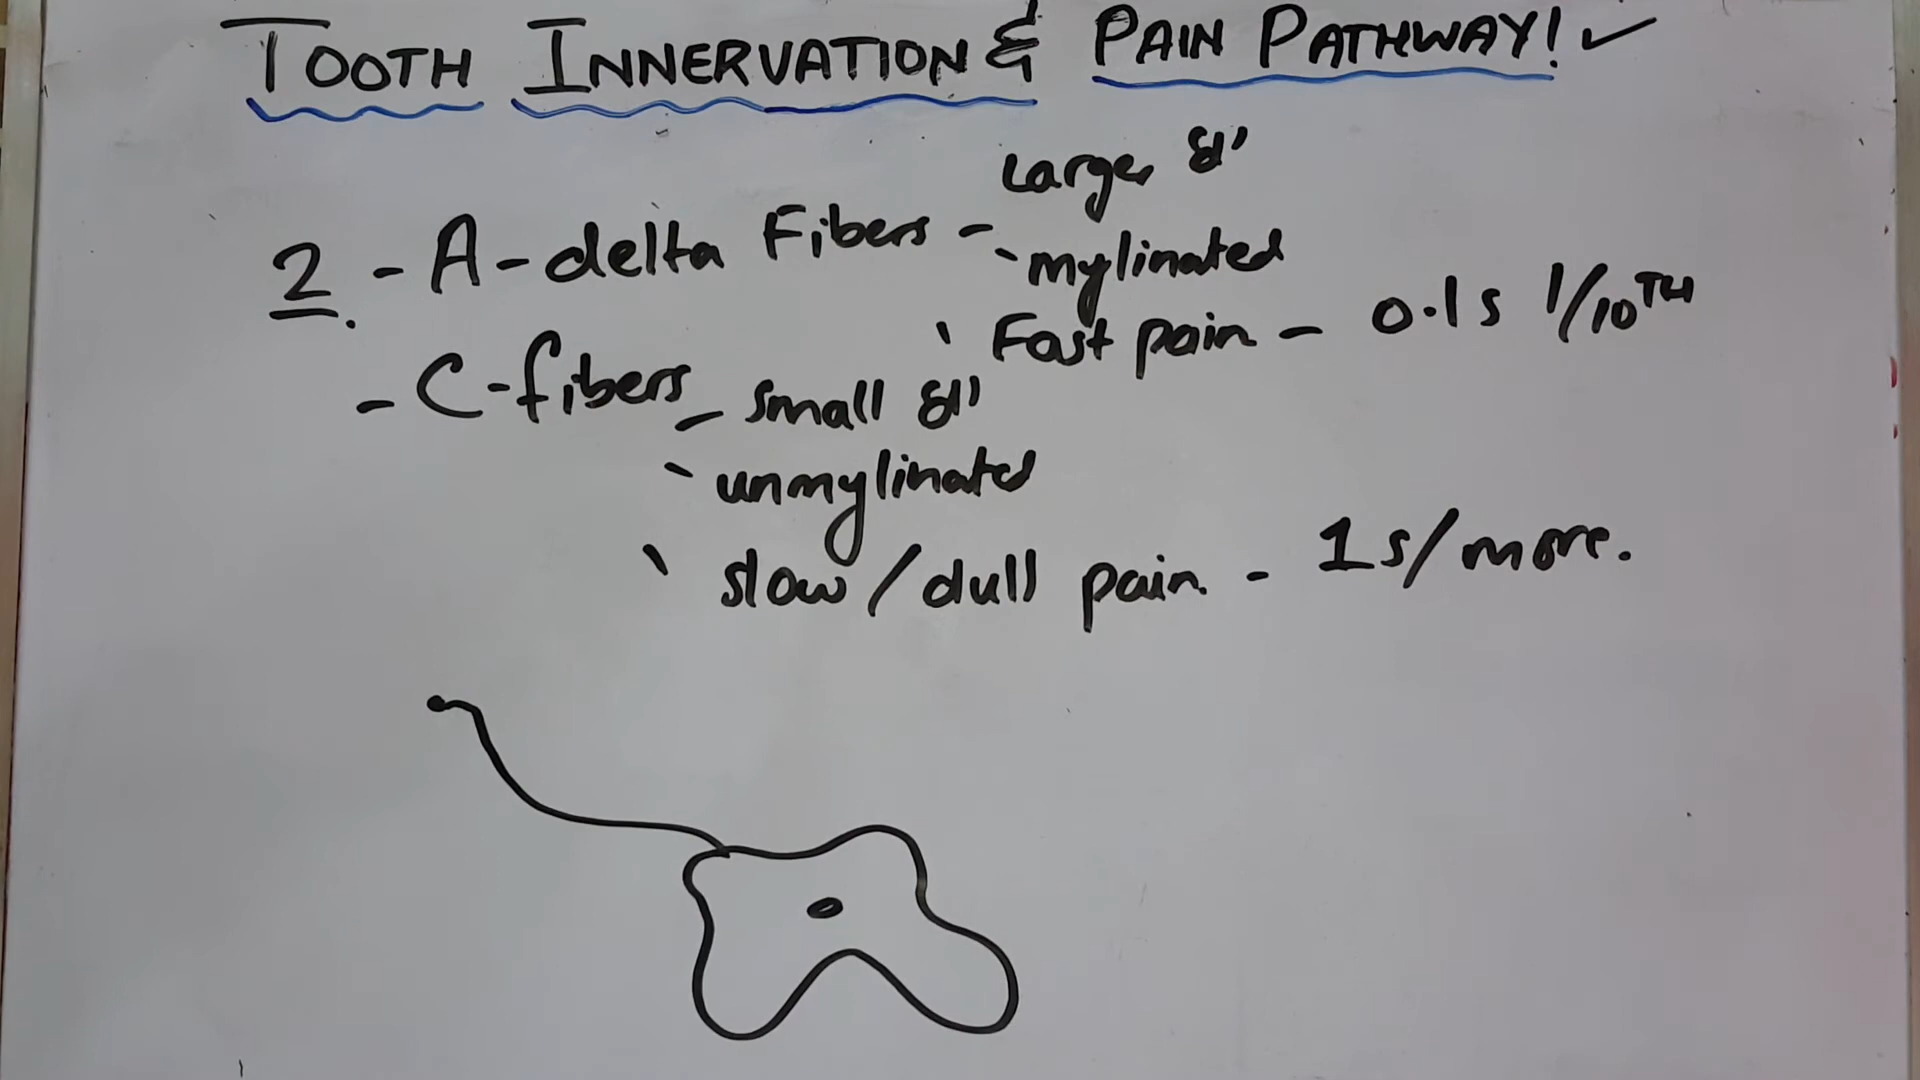 TOOTH INNERVATION & PAIN PATHWAY! ✓
Larger
2. - A-delta Fibers -
mylinated
Fast pain - 0.1s 1/10TH
- C-fibers - small
unmylinated
slow/dull pain - 1s/more.